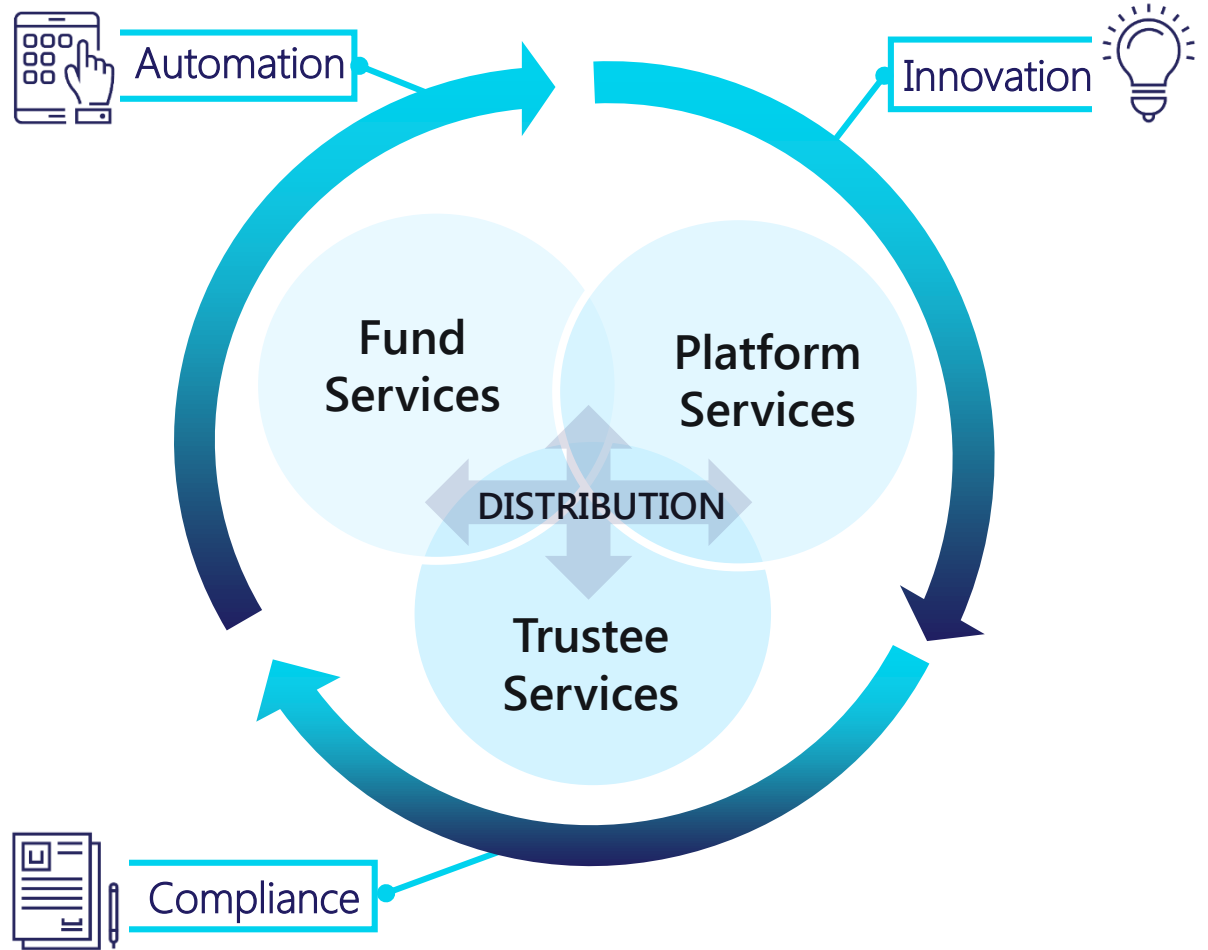 Automation
Innovation
Fund
Services
Platform
Services
DISTRIBUTION
Trustee
Services
Compliance